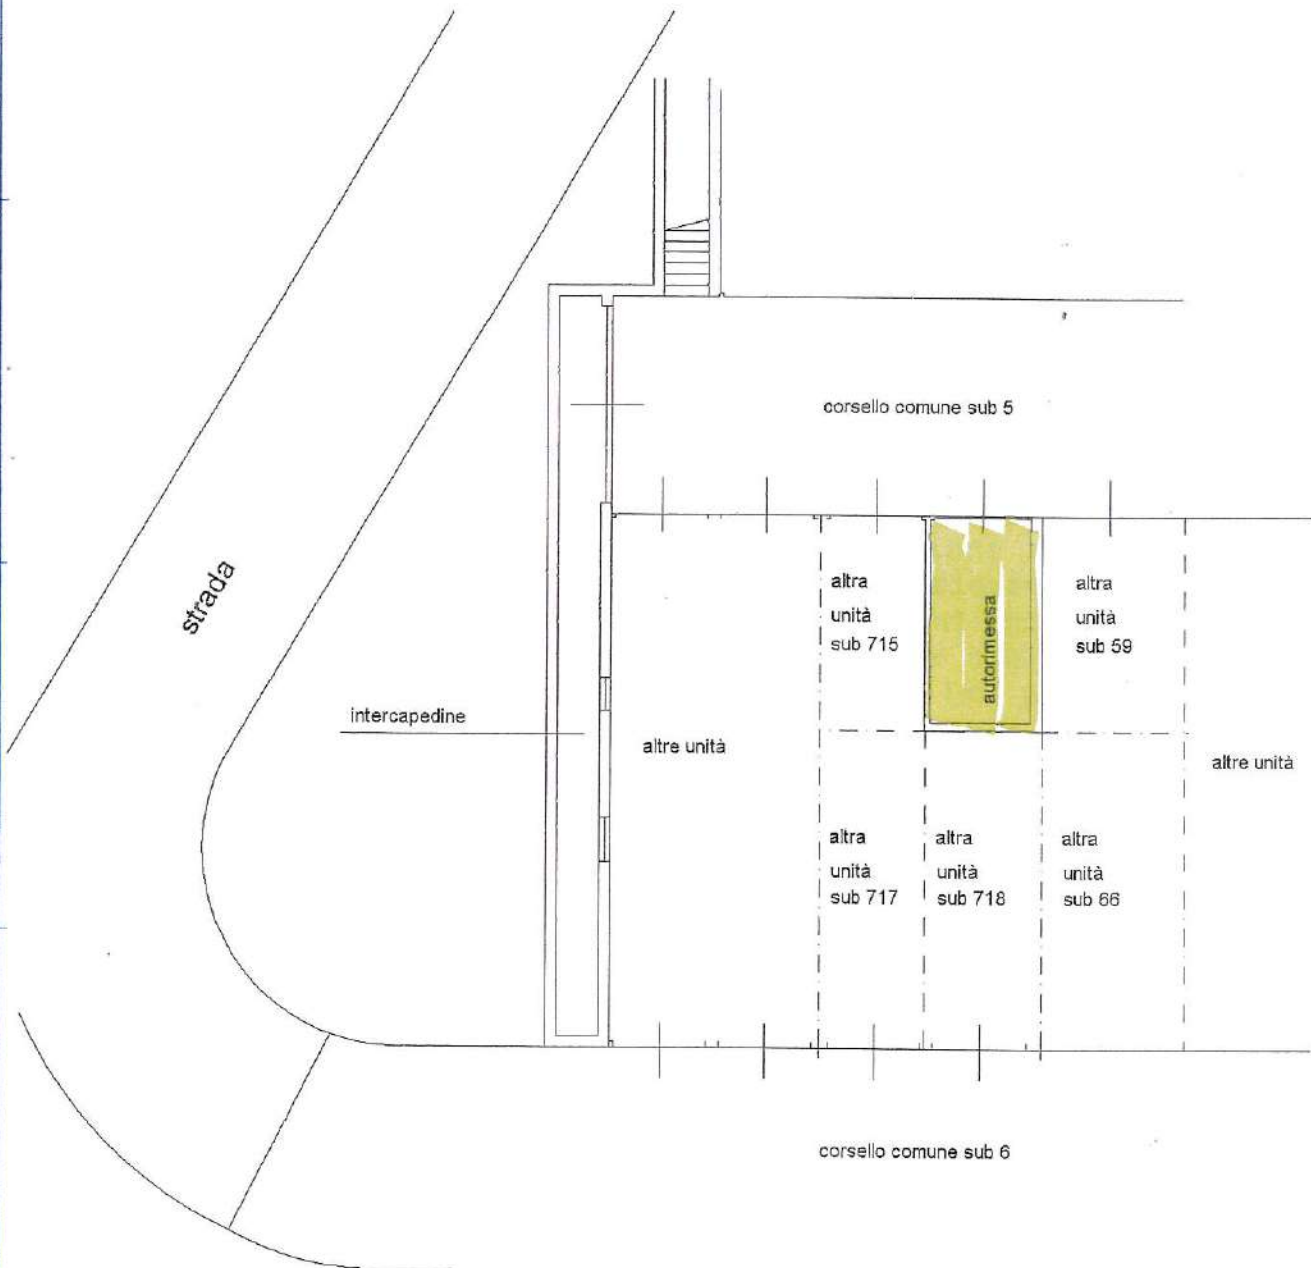 corsello comune sub 5
strada
altra
unità
sub 715
autorimessa
altra
unità
sub 59
intercapedine
altre unità
altre unità
altra
unità
sub 717
altra
unità
sub 718
altra
unità
sub 66
corsello comune sub 6